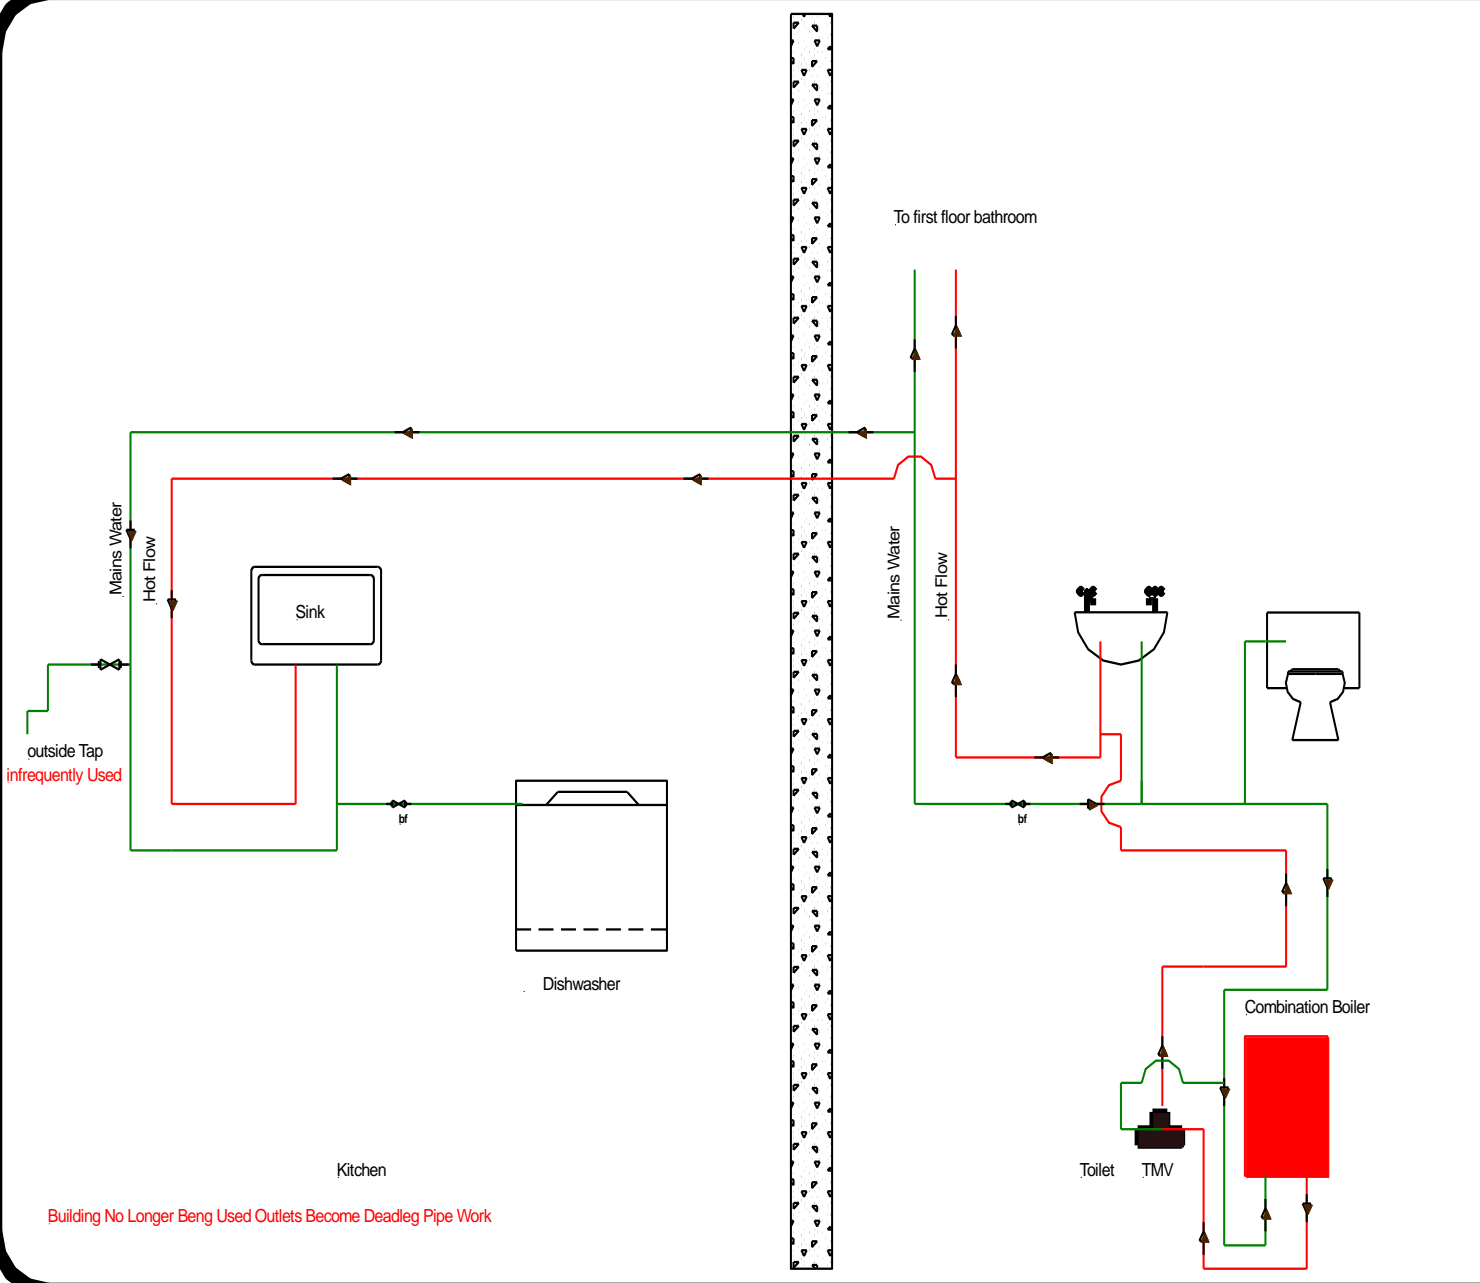 To first floor bathroom
Mains Water
Hot Flow
Mains Water
Hot Flow
Sink
outside Tap
infrequently Used
bf
bf
Dishwasher
Combination Boiler
Kitchen
Toilet
TMV
Building No Longer Beng Used Outlets Become Deadleg Pipe Work